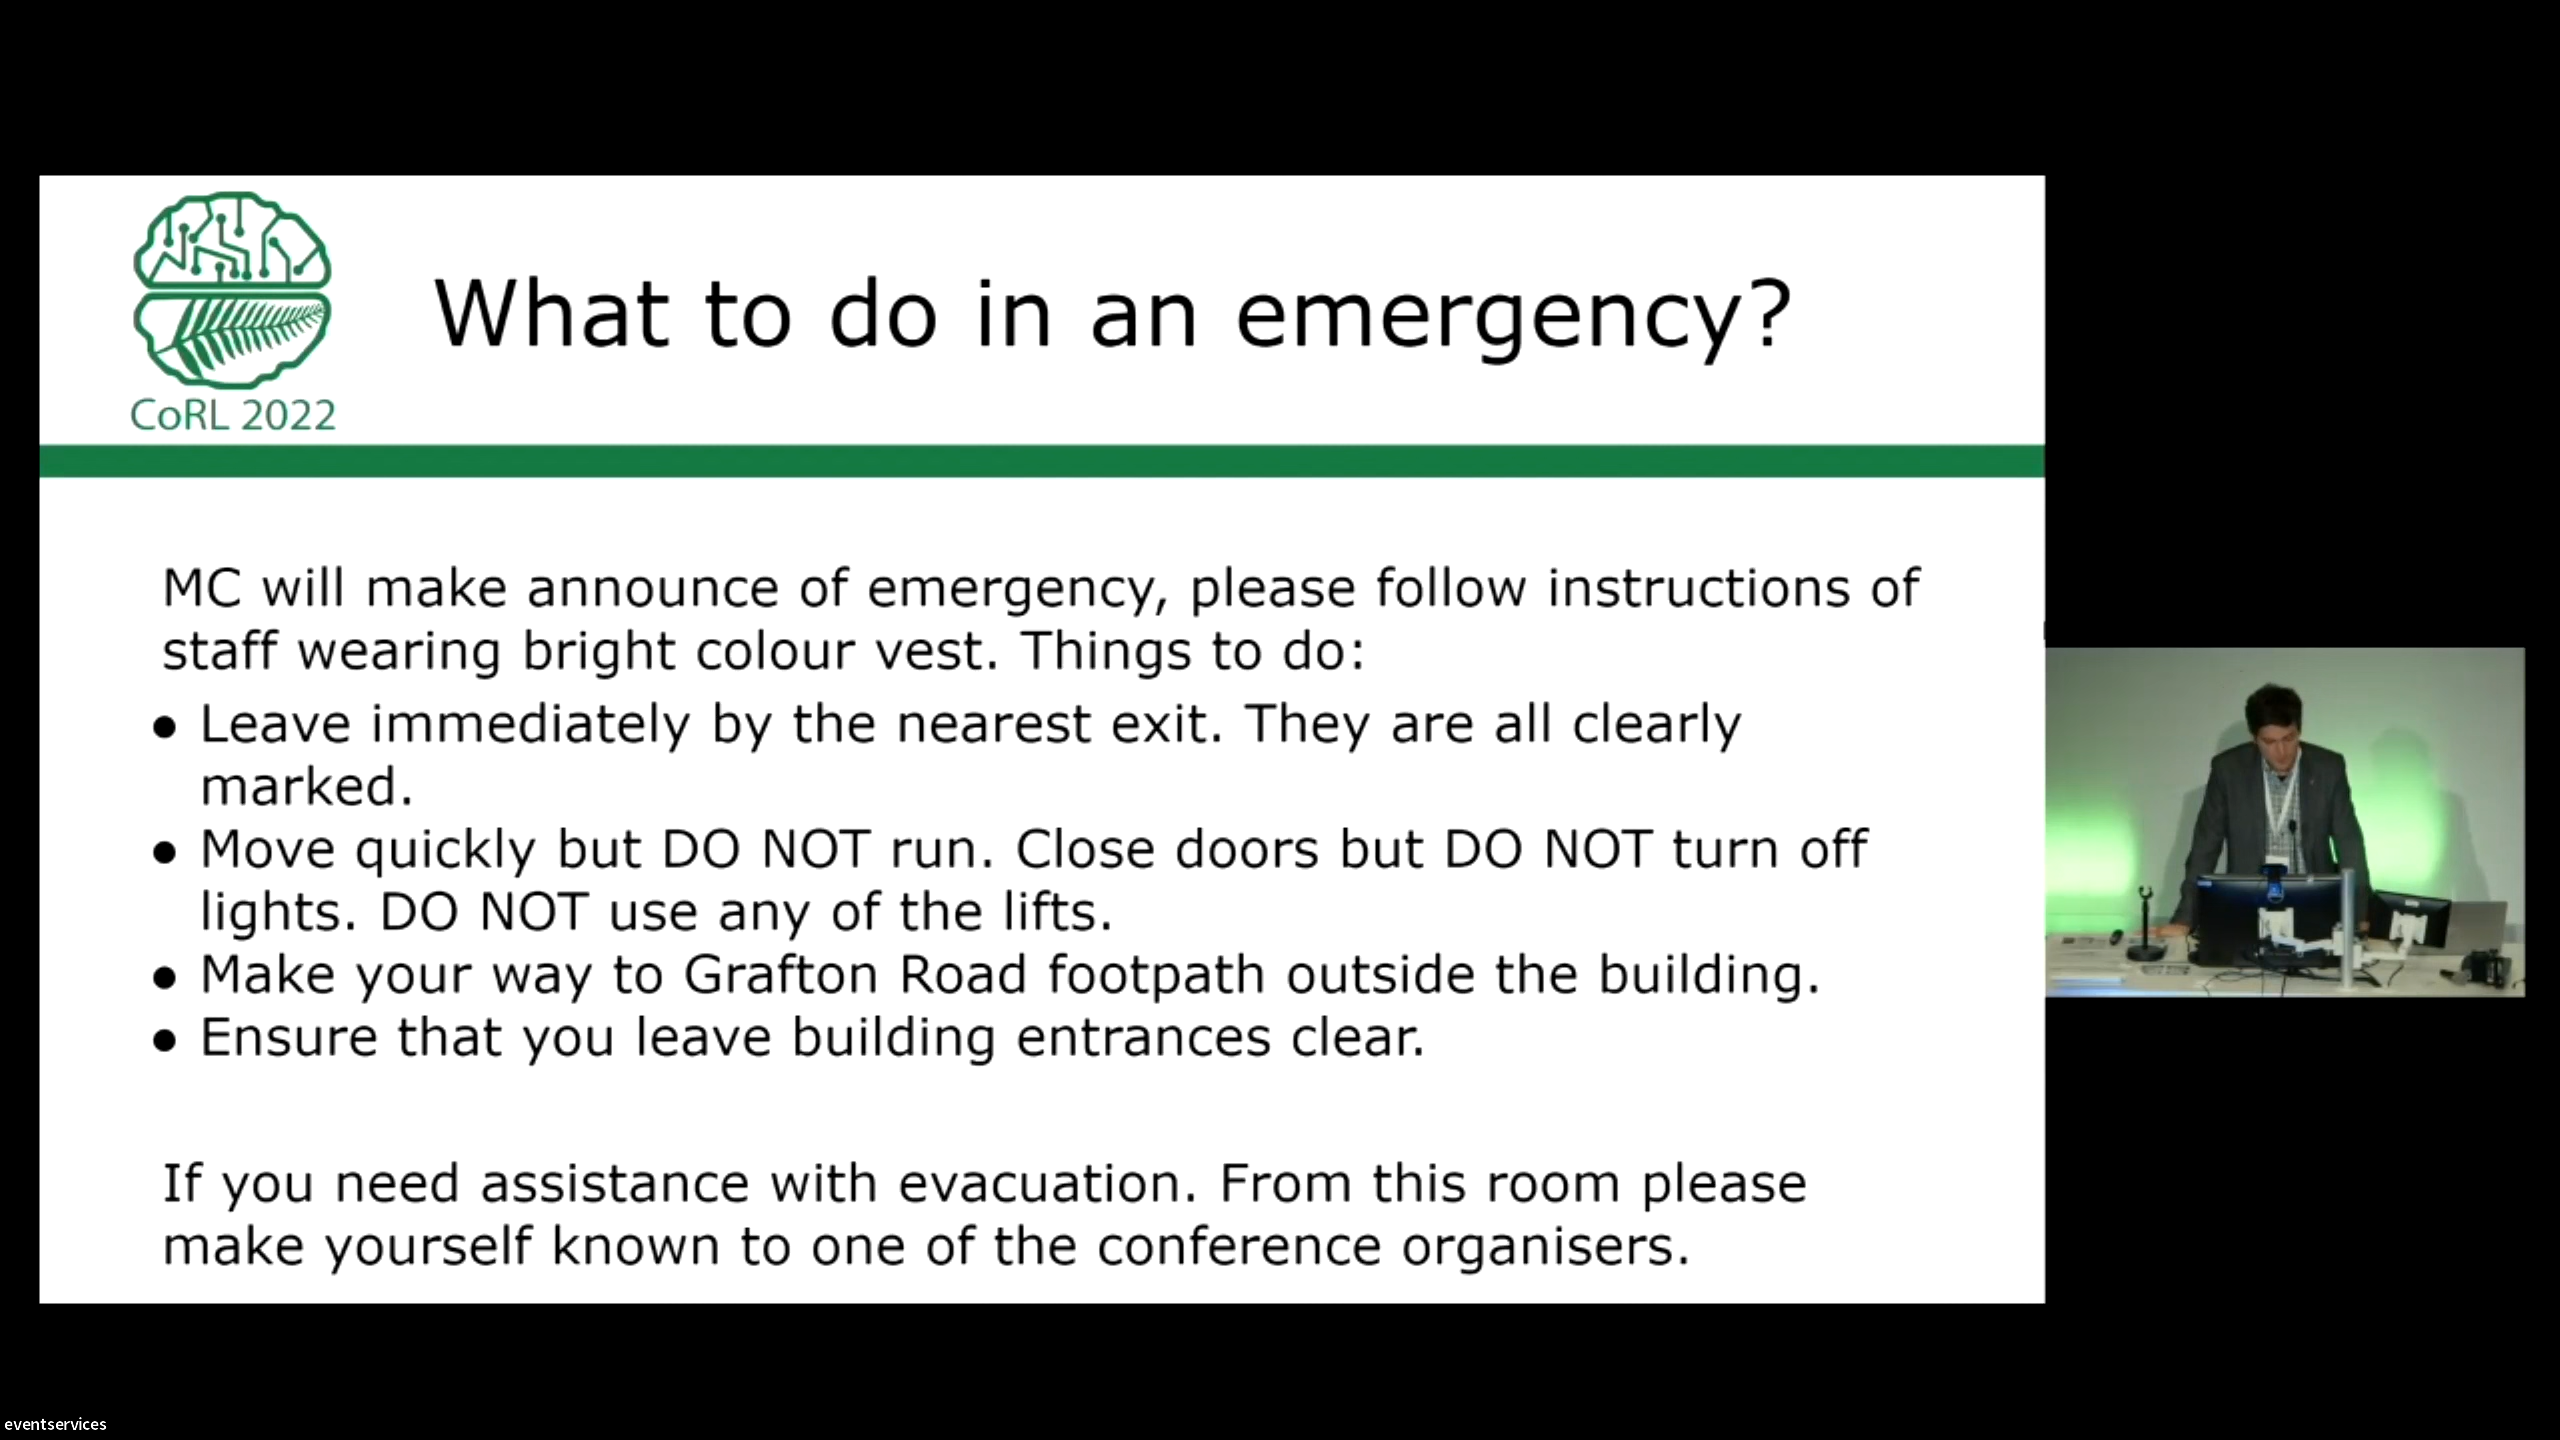 CoRL 2022
What to do in an emergency?
MC will make announce of emergency, please follow instructions of
staff wearing bright colour vest. Things to do:
● Leave immediately by the nearest exit. They are all clearly
marked.
● Move quickly but DO NOT run. Close doors but DO NOT turn off
lights. DO NOT use any of the lifts.
● Make your way to Grafton Road footpath outside the building.
● Ensure that you leave building entrances clear.
If you need assistance with evacuation. From this room please
make yourself known to one of the conference organisers.
eventservices